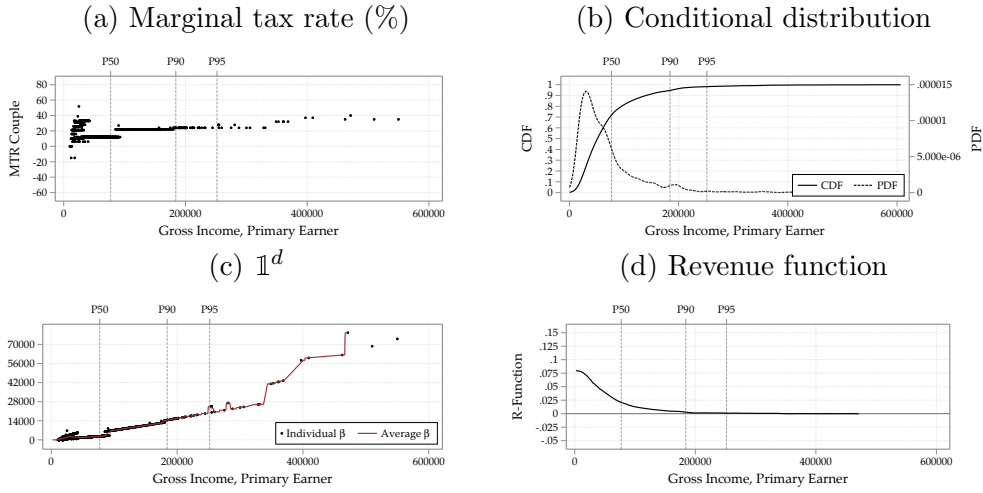 (a) Marginal tax rate (%)
P50 P90 P95
80
60
40
20
0
-20
-40
-60
MTR Couple
0 200000 400000 600000
Gross Income, Primary Earner
(b) Conditional distribution
P50 P90 P95
1
.9
.8
.7
.6
.5
.4
.3
.2
.1
0
CDF
.000015
.00001
5.000e-06
0
PDF
CDF PDF
0 200000 400000 600000
Gross Income, Primary Earner
(c) 𝟙^d
P50 P90 P95
70000
56000
42000
28000
14000
0
Individual β Average β
0 200000 400000 600000
Gross Income, Primary Earner
(d) Revenue function
P50 P90 P95
.15
.125
.1
.075
.05
.025
0
-.025
-.05
R-Function
0 200000 400000 600000
Gross Income, Primary Earner